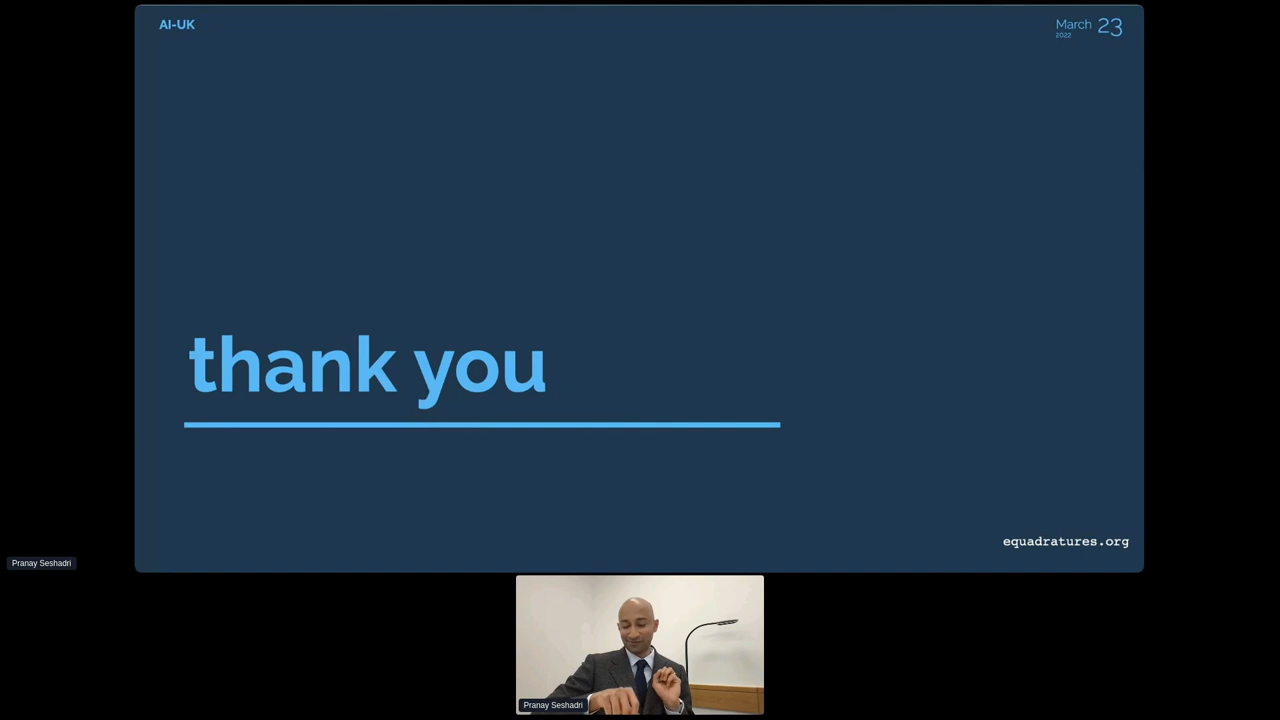 AI-UK
March 23
2022
thank you
equadratures.org
Pranay Seshadri
Pranay Seshadri